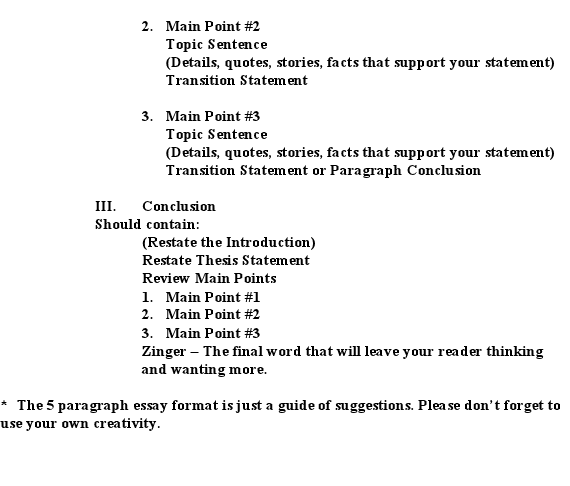 2. Main Point #2
Topic Sentence
(Details, quotes, stories, facts that support your statement)
Transition Statement
3. Main Point #3
Topic Sentence
(Details, quotes, stories, facts that support your statement)
Transition Statement or Paragraph Conclusion
III. Conclusion
Should contain:
(Restate the Introduction)
Restate Thesis Statement
Review Main Points
1. Main Point #1
2. Main Point #2
3. Main Point #3
Zinger – The final word that will leave your reader thinking
and wanting more.
* The 5 paragraph essay format is just a guide of suggestions. Please don't forget to
use your own creativity.